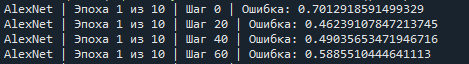 AlexNet | Эпоха 1 из 10 | Шаг 0 | Ошибка: 0.7012918591499329
AlexNet | Эпоха 1 из 10 | Шаг 20 | Ошибка: 0.46239107847213745
AlexNet | Эпоха 1 из 10 | Шаг 40 | Ошибка: 0.49035653471946716
AlexNet | Эпоха 1 из 10 | Шаг 60 | Ошибка: 0.5885510444641113